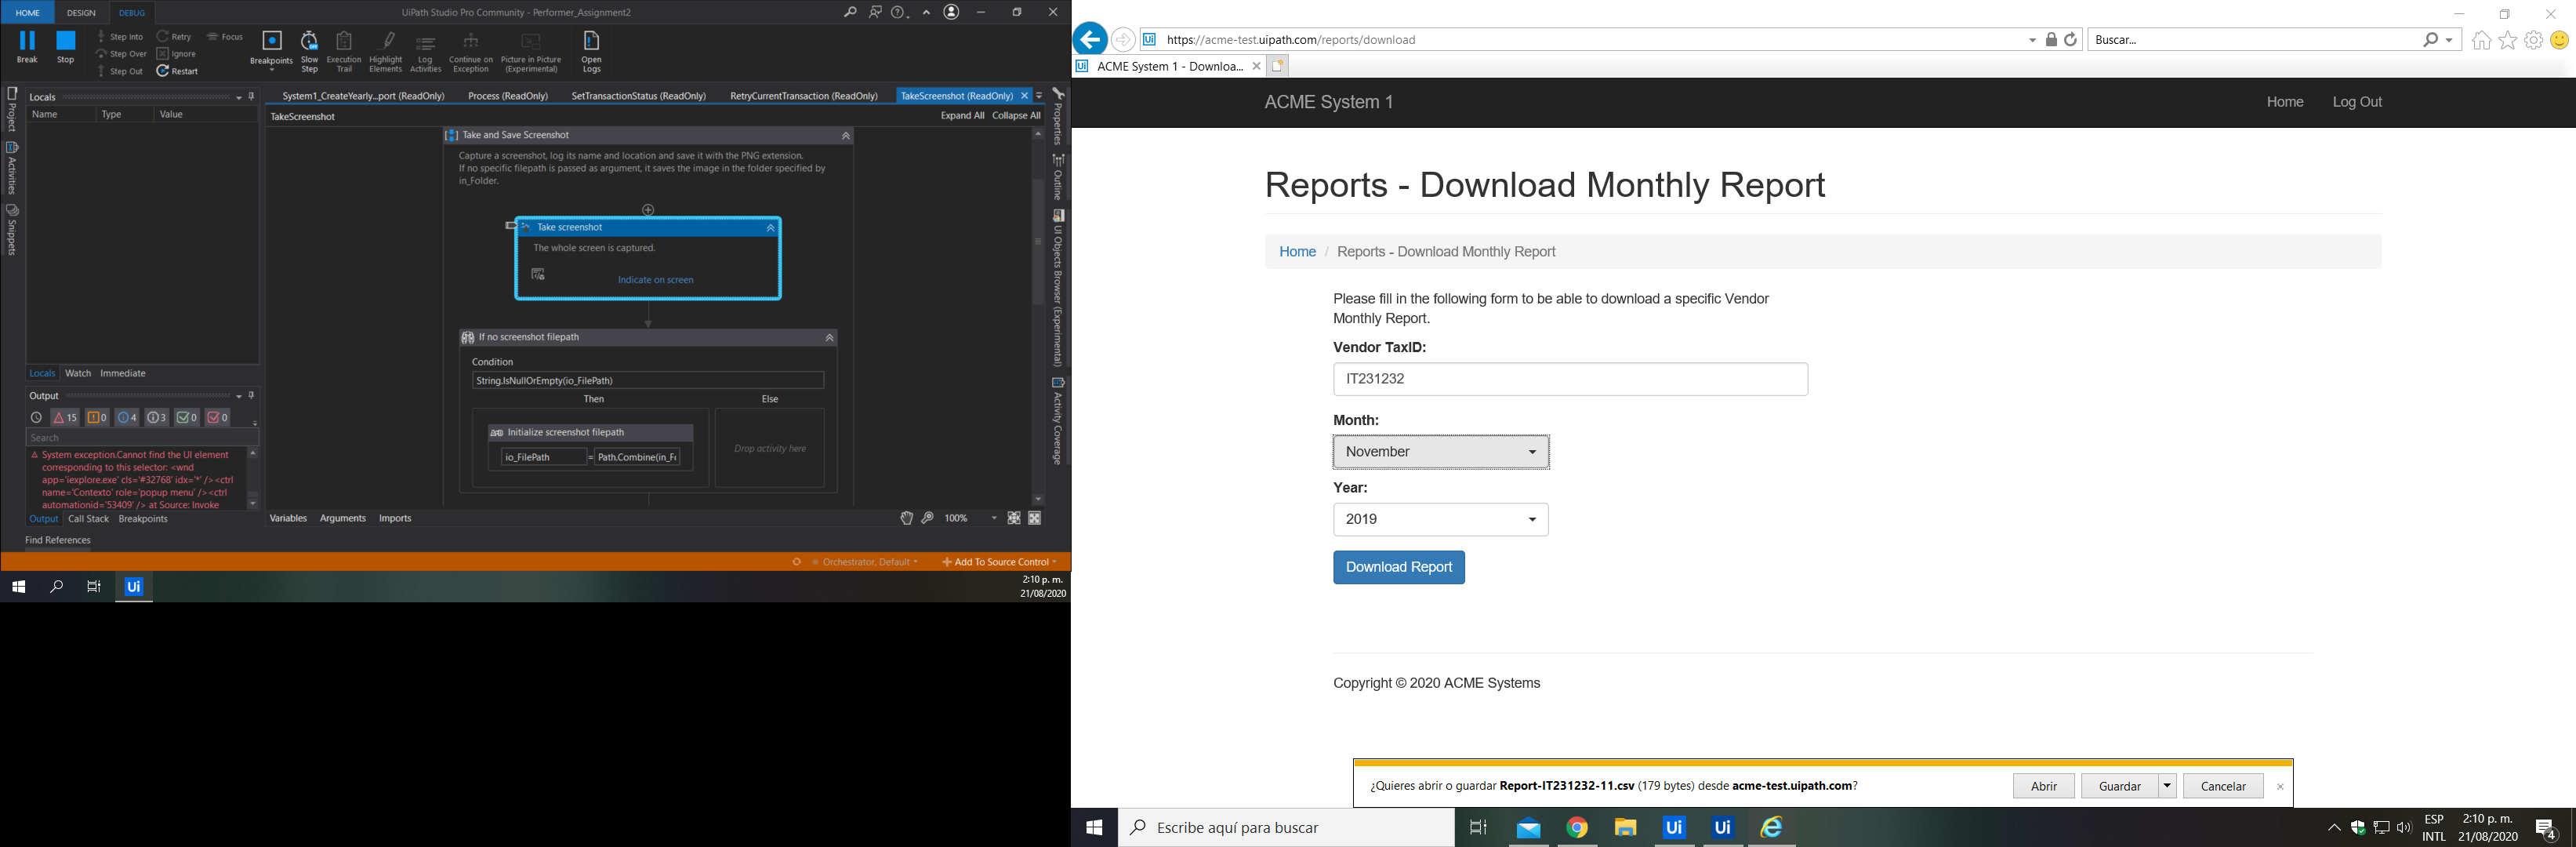 HOME DESIGN DEBUG
UiPath Studio Pro Community - Performer_Assignment2
Break
Stop
Step Into
Step Over
Step Out
Retry
Ignore
Restart
Focus
Breakpoints
Slow Step
Execution Trail
Highlight Elements
Log Activities
Continue on Exception
Picture in Picture (Experimental)
Open Logs
Project
Activities
Snippets
Locals
Name Type Value
Locals Watch Immediate
Output
15 0 4 3 0 0
Search
System exception.Cannot find the UI element
corresponding to this selector: <wnd
app='iexplore.exe' cls='#32768' idx='*' /><ctrl
name='Contexto' role='popup menu' /><ctrl
automationid='53409' /> at Source: Invoke
Output Call Stack Breakpoints
Find References
System1_CreateYearly...port (ReadOnly)
Process (ReadOnly)
SetTransactionStatus (ReadOnly)
RetryCurrentTransaction (ReadOnly)
TakeScreenshot (ReadOnly)
TakeScreenshot
Expand All Collapse All
Take and Save Screenshot
Capture a screenshot, log its name and location and save it with the PNG extension.
If no specific filepath is passed as argument, it saves the image in the folder specified by
in_Folder.
Take screenshot
The whole screen is captured.
Indicate on screen
If no screenshot filepath
Condition
String.IsNullOrEmpty(io_FilePath)
Then Else
Initialize screenshot filepath
io_FilePath = Path.Combine(in_F
Drop activity here
Variables Arguments Imports
100%
Properties
Outline
UI Objects Browser (Experimental)
Activity Coverage
Orchestrator, Default
Add To Source Control
Ui
2:10 p. m.
21/08/2020
https://acme-test.uipath.com/reports/download
Buscar...
Ui ACME System 1 - Downloa...
ACME System 1
Home Log Out
Reports - Download Monthly Report
Home / Reports - Download Monthly Report
Please fill in the following form to be able to download a specific Vendor
Monthly Report.
Vendor TaxID:
IT231232
Month:
November
Year:
2019
Download Report
Copyright © 2020 ACME Systems
¿Quieres abrir o guardar Report-IT231232-11.csv (179 bytes) desde acme-test.uipath.com?
Abrir
Guardar
Cancelar
Escribe aquí para buscar
Ui Ui
ESP
INTL
2:10 p. m.
21/08/2020
4